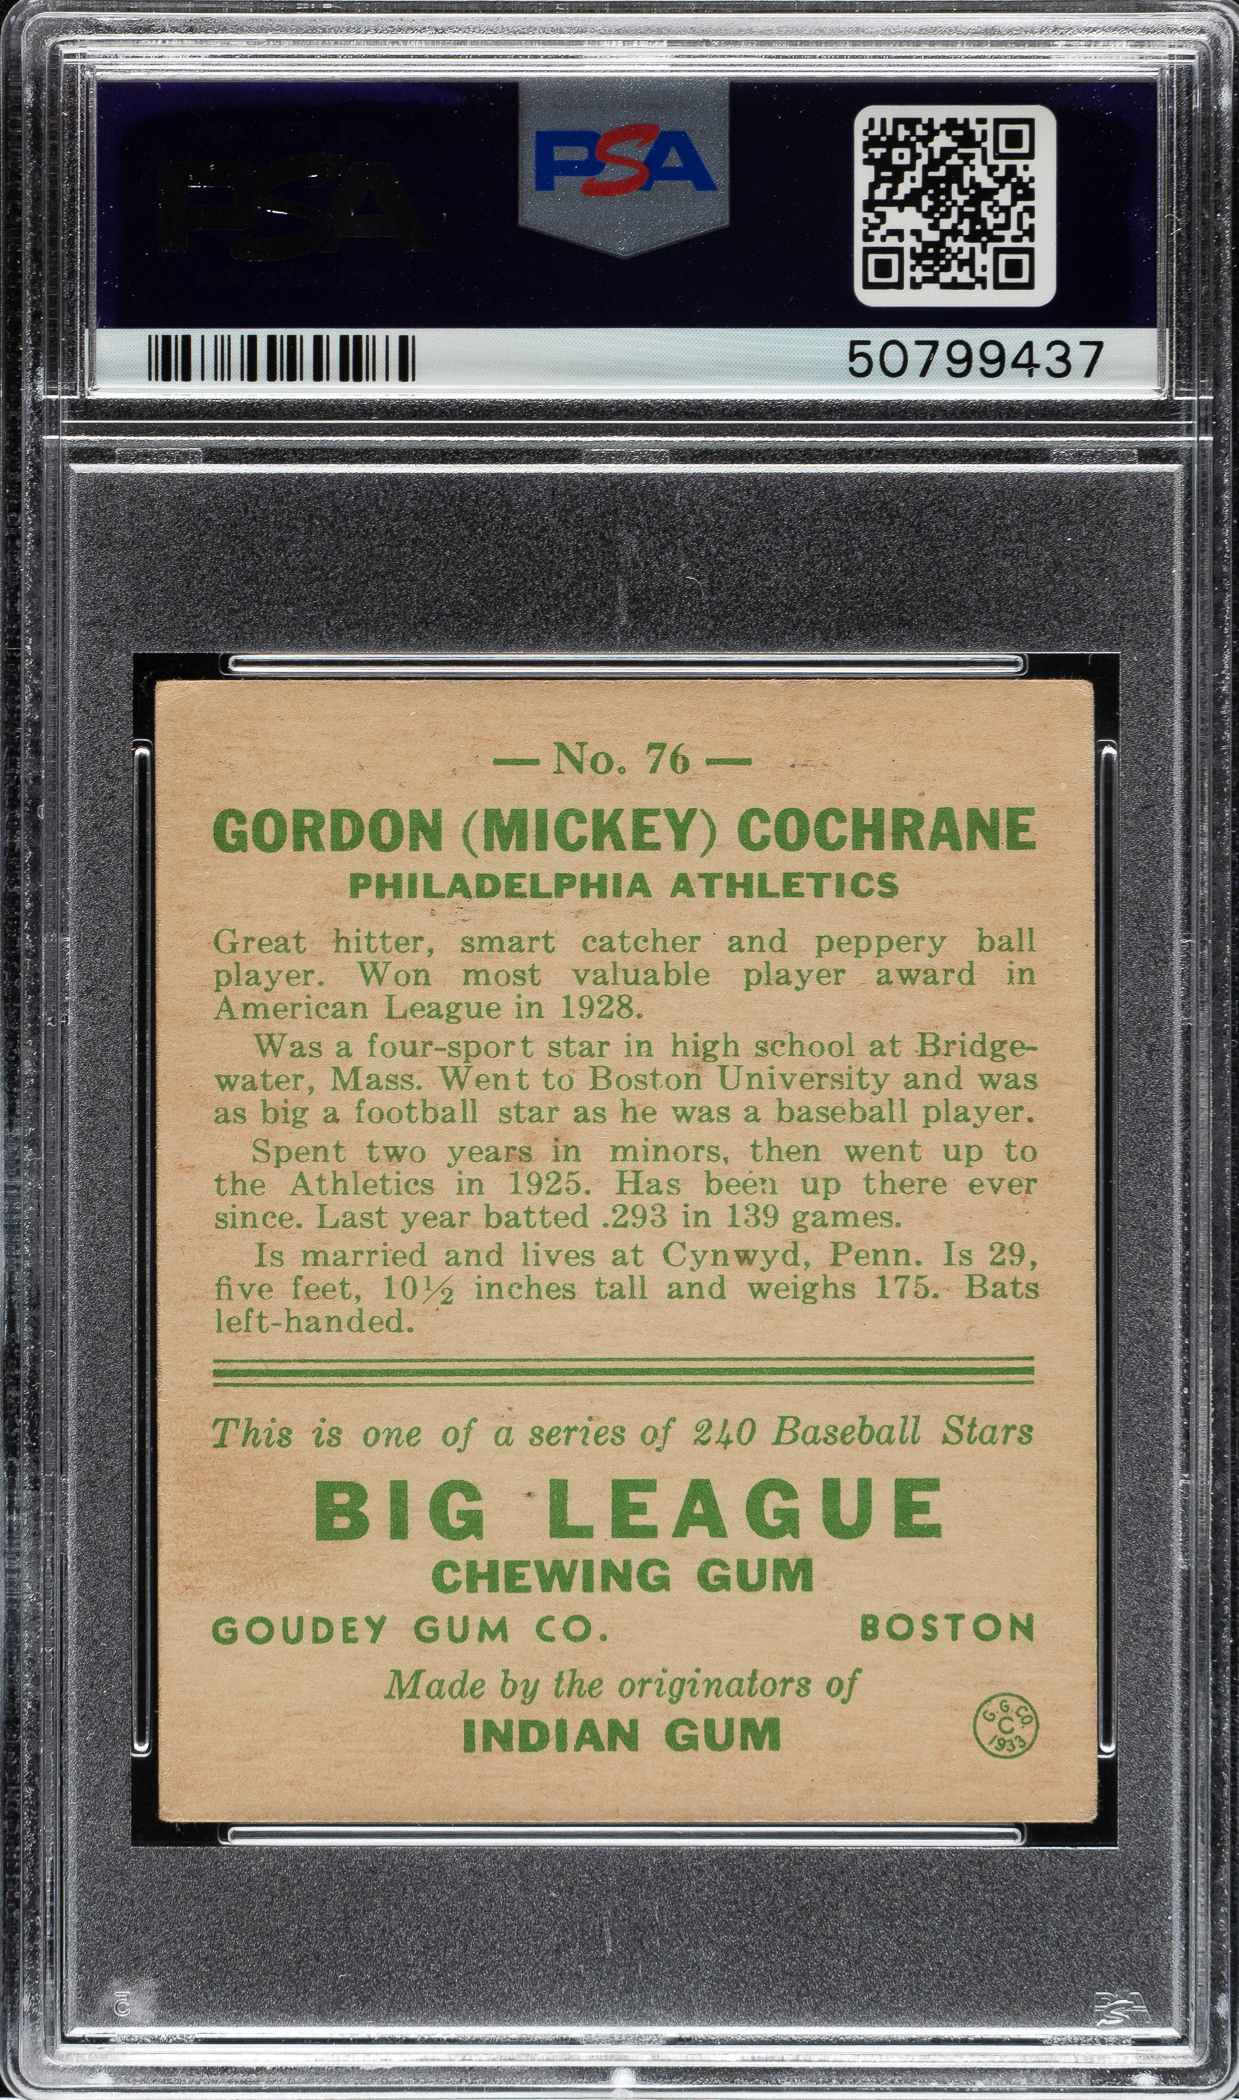 PSA
PSA
50799437
— No. 76 —
GORDON (MICKEY) COCHRANE
PHILADELPHIA ATHLETICS
Great hitter, smart catcher and peppery ball
player. Won most valuable player award in
American League in 1928.
Was a four-sport star in high school at Bridge-
water, Mass. Went to Boston University and was
as big a football star as he was a baseball player.
Spent two years in minors, then went up to
the Athletics in 1925. Has been up there ever
since. Last year batted .293 in 139 games.
Is married and lives at Cynwyd, Penn. Is 29,
five feet, 10½ inches tall and weighs 175. Bats
left-handed.
This is one of a series of 240 Baseball Stars
BIG LEAGUE
CHEWING GUM
GOUDEY GUM CO. BOSTON
Made by the originators of
INDIAN GUM
G. G. CO.
C
1933
PSA